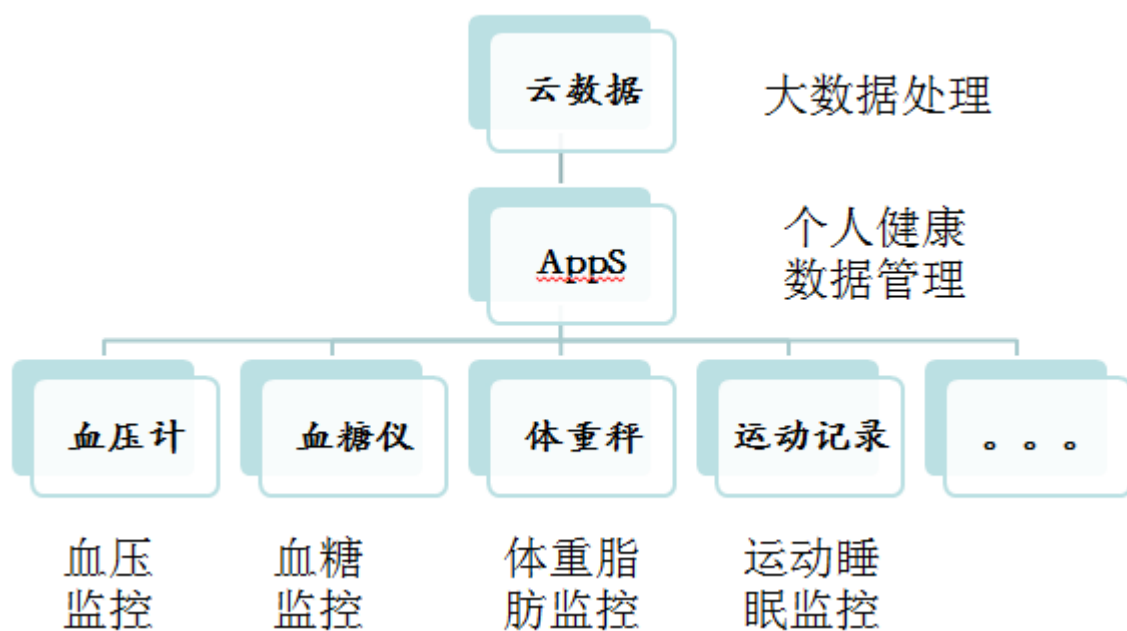 云数据
大数据处理
AppS
个人健康
数据管理
血压计
血糖仪
体重秤
运动记录
。。。
血压
监控
血糖
监控
体重脂
肪监控
运动睡
眠监控